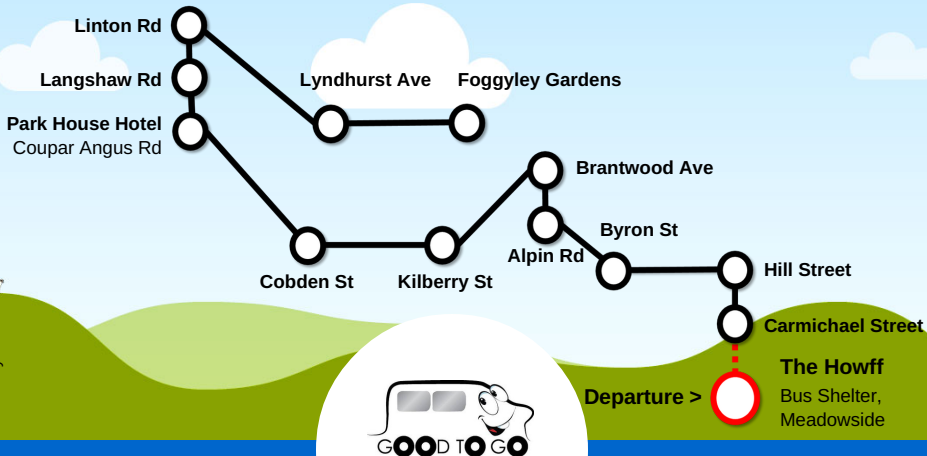 Linton Rd
Langshaw Rd
Lyndhurst Ave
Foggyley Gardens
Park House Hotel
Coupar Angus Rd
Brantwood Ave
Byron St
Alpin Rd
Cobden St
Kilberry St
Hill Street
Carmichael Street
The Howff
Departure >
Bus Shelter,
Meadowside
GOOD TO GO